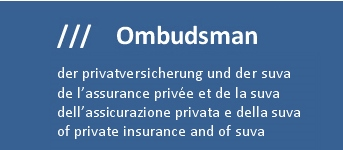 /// Ombudsman
der privatversicherung und der suva
de l'assurance privée et de la suva
dell'assicurazione privata e della suva
of private insurance and of suva